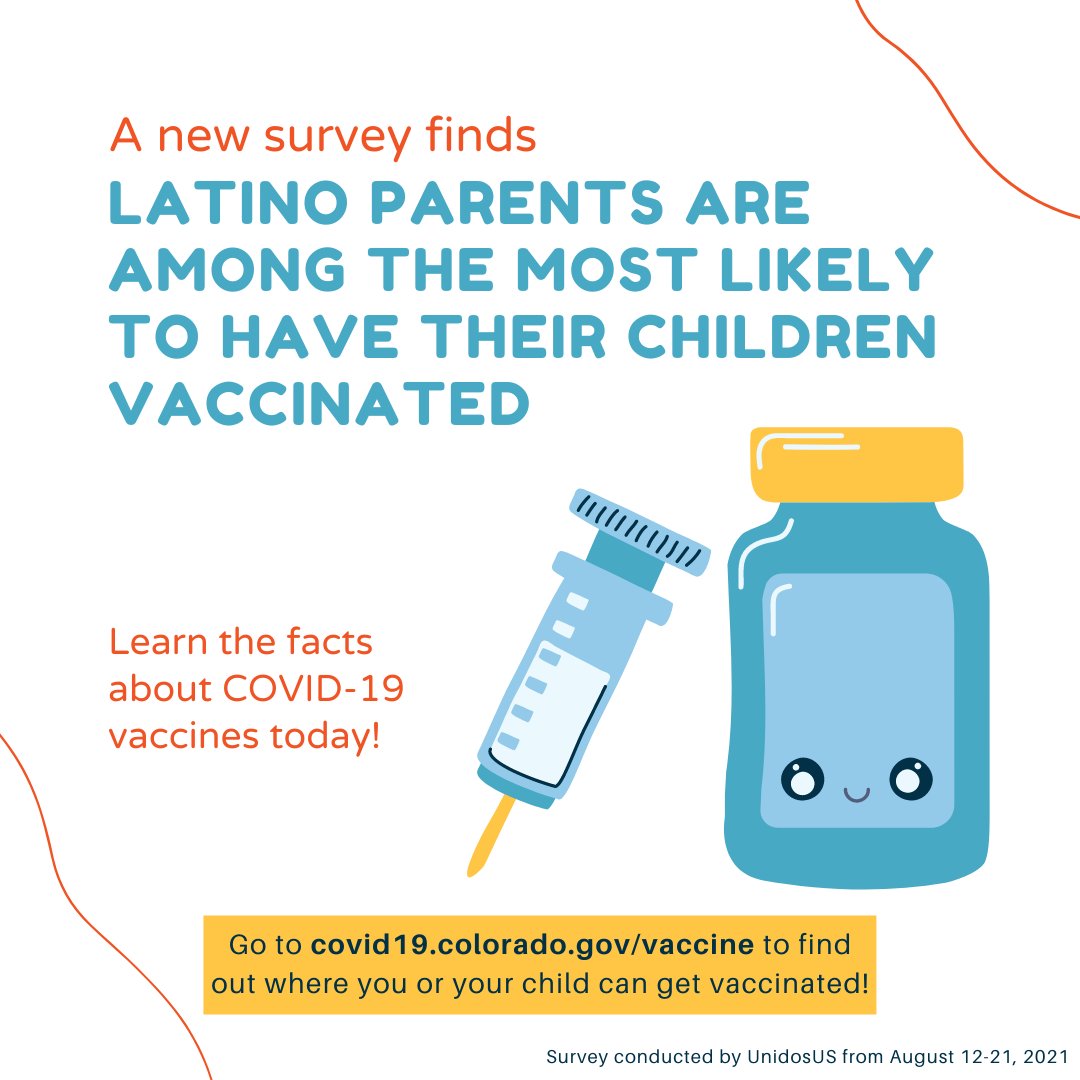 A new survey finds
LATINO PARENTS ARE
AMONG THE MOST LIKELY
TO HAVE THEIR CHILDREN
VACCINATED
Learn the facts
about COVID-19
vaccines today!
Go to covid19.colorado.gov/vaccine to find
out where you or your child can get vaccinated!
Survey conducted by UnidosUS from August 12-21, 2021